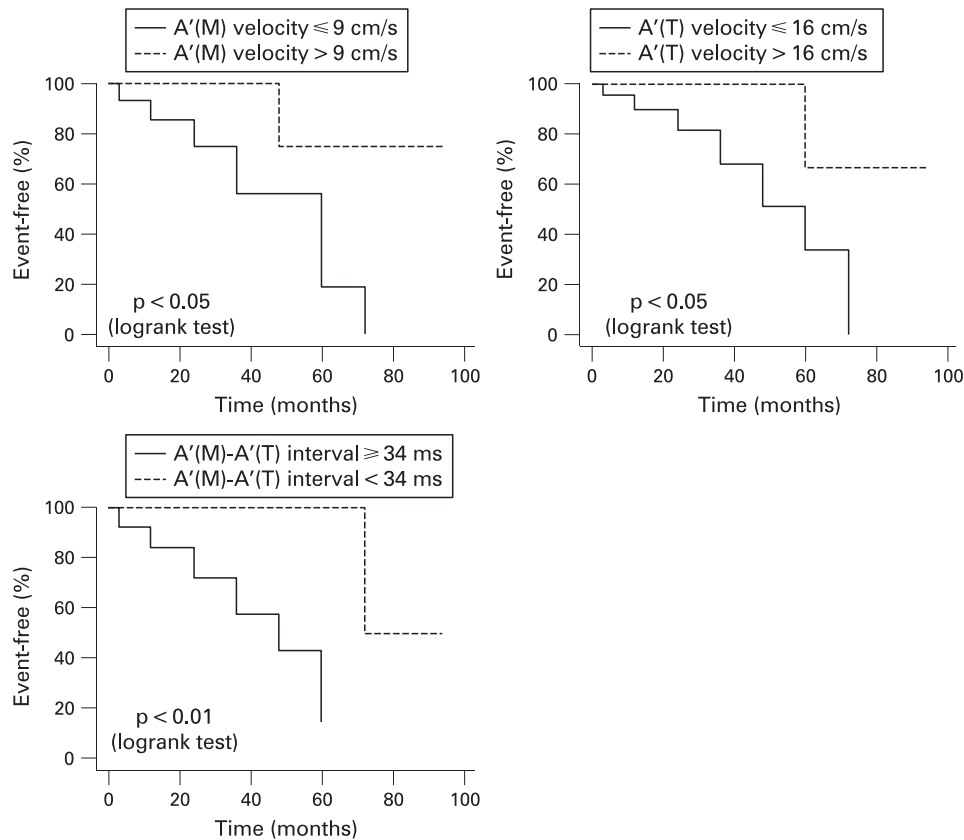 A′(M) velocity ⩽ 9 cm/s
A′(M) velocity > 9 cm/s
100
80
60
40
20
0
Event-free (%)
p < 0.05
(logrank test)
0 20 40 60 80 100
Time (months)
A′(T) velocity ⩽ 16 cm/s
A′(T) velocity > 16 cm/s
100
80
60
40
20
0
Event-free (%)
p < 0.05
(logrank test)
0 20 40 60 80 100
Time (months)
A′(M)-A′(T) interval ⩾ 34 ms
A′(M)-A′(T) interval < 34 ms
100
80
60
40
20
0
Event-free (%)
p < 0.01
(logrank test)
0 20 40 60 80 100
Time (months)